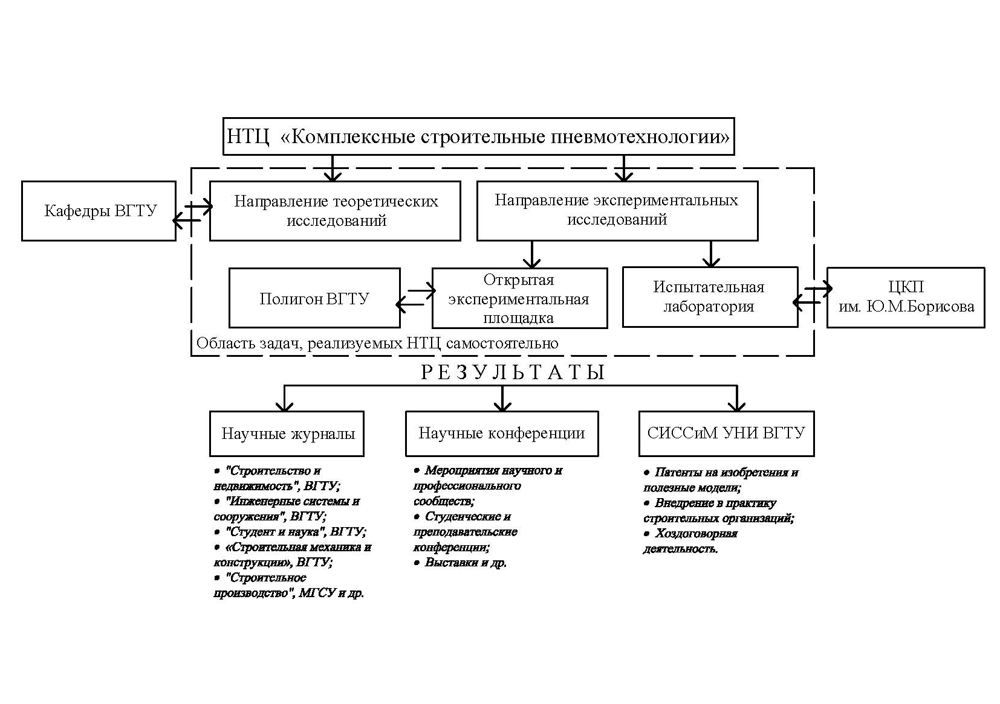 НТЦ «Комплексные строительные пневмотехнологии»
Кафедры ВГТУ
Направление теоретических
исследований
Направление экспериментальных
исследований
Полигон ВГТУ
Открытая
экспериментальная
площадка
Испытательная
лаборатория
ЦКП
им. Ю.М.Борисова
Область задач, реализуемых НТЦ самостоятельно
Р Е З У Л Ь Т А Т Ы
Научные журналы
• "Строительство и
недвижимость", ВГТУ;
• "Инженерные системы и
сооружения", ВГТУ;
• "Студент и наука", ВГТУ;
• «Строительная механика и
конструкции», ВГТУ;
• "Строительное
производство", МГСУ и др.
Научные конференции
• Мероприятия научного и
профессионального
сообществ;
• Студенческие и
преподавательские
конференции;
• Выставки и др.
СИССиМ УНИ ВГТУ
• Патенты на изобретения и
полезные модели;
• Внедрение в практику
строительных организаций;
• Хоздоговорная
деятельность.